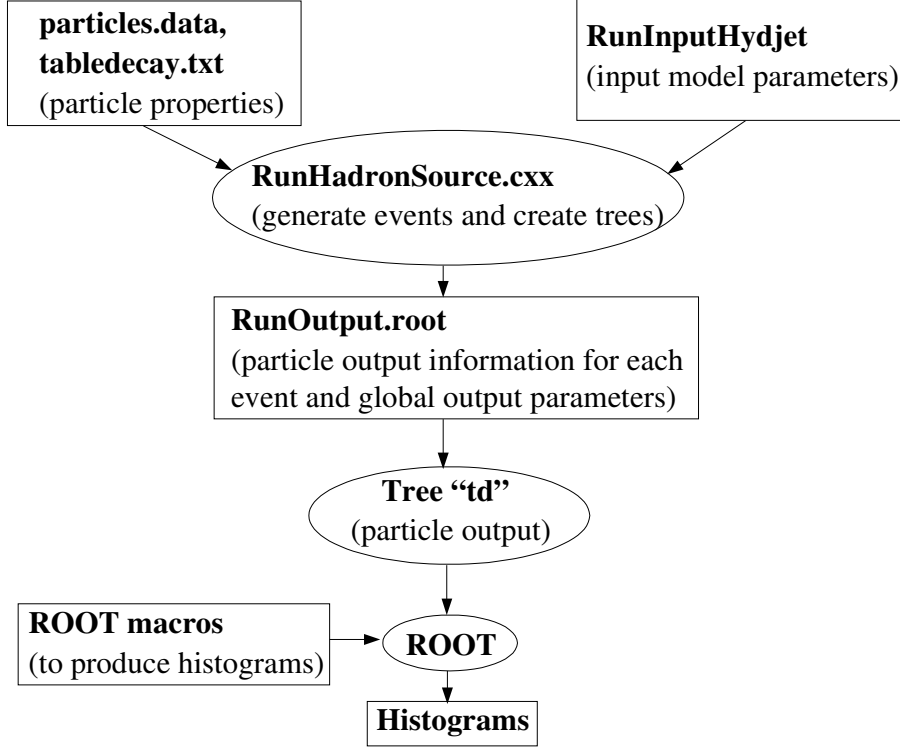 particles.data,
tabledecay.txt
(particle properties)
RunInputHydjet
(input model parameters)
RunHadronSource.cxx
(generate events and create trees)
RunOutput.root
(particle output information for each
event and global output parameters)
Tree “td”
(particle output)
ROOT macros
(to produce histograms)
ROOT
Histograms